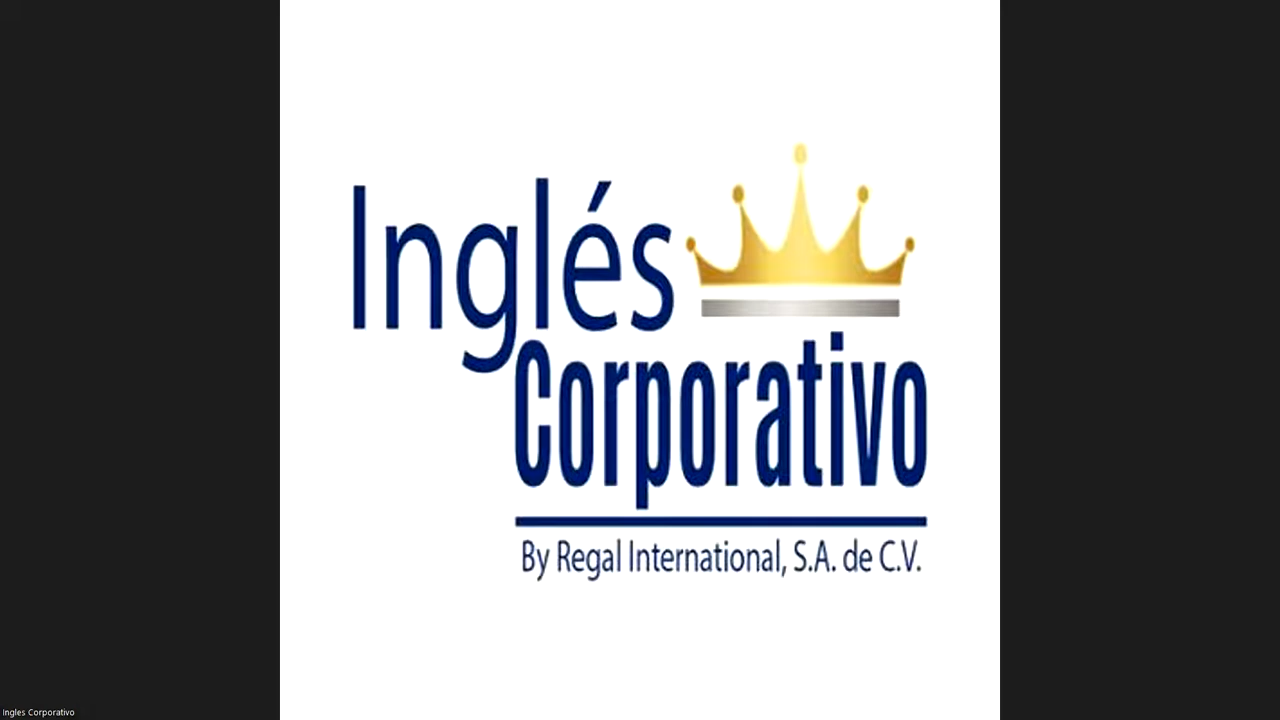 Inglés
Corporativo
By Regal International, S.A. de C.V.
Ingles Corporativo